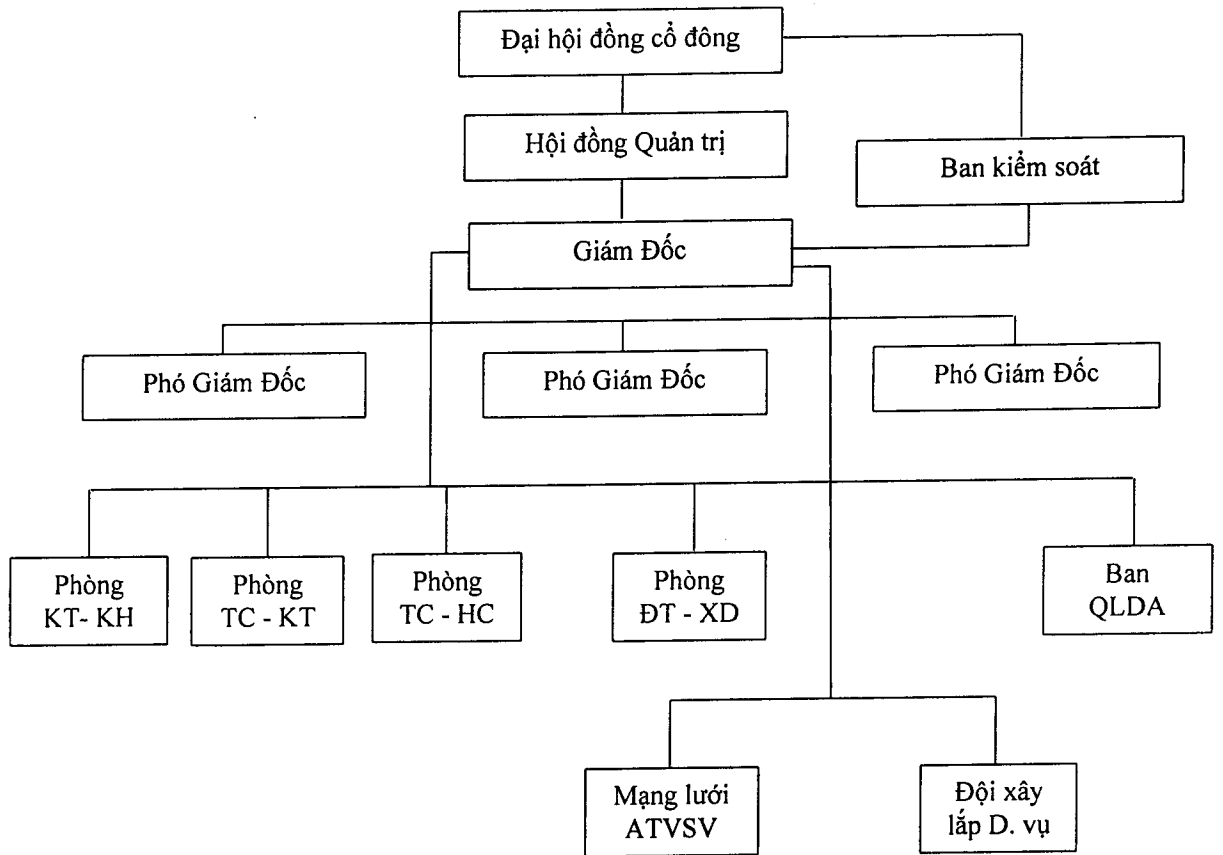 Đại hội đồng cổ đông
Hội đồng Quản trị
Ban kiểm soát
Giám Đốc
Phó Giám Đốc
Phó Giám Đốc
Phó Giám Đốc
Phòng
KT- KH
Phòng
TC - KT
Phòng
TC - HC
Phòng
ĐT - XD
Ban
QLDA
Mạng lưới
ATVSV
Đội xây
lắp D. vụ